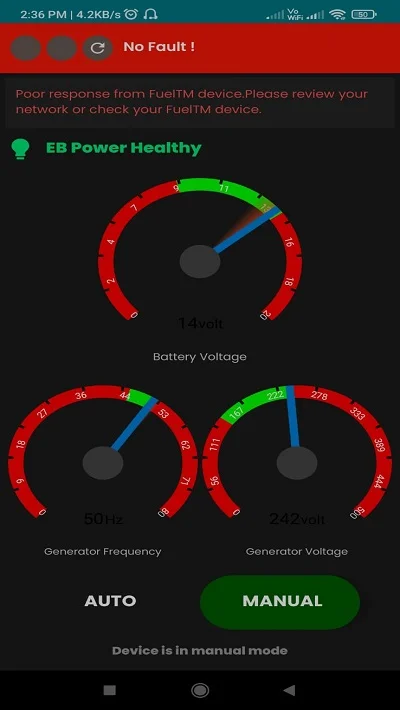 2:36 PM | 4.2KB/s
Vo
WiFi
50
No Fault !
Poor response from FuelTM device.Please review your
network or check your FuelTM device.
EB Power Healthy
0 2 4 7 9 11 13 16 18 20
14volt
Battery Voltage
0 9 18 27 36 44 53 62 71 80
0 56 111 167 222 278 333 389 444 500
50Hz
242volt
Generator Frequency
Generator Voltage
AUTO
MANUAL
Device is in manual mode